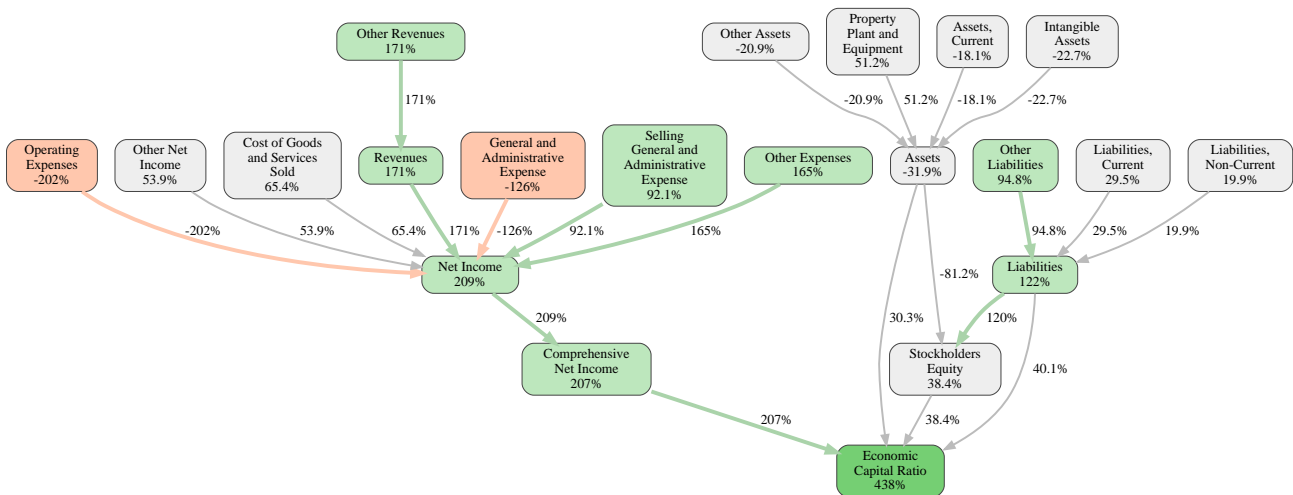 Other Revenues
171%
Other Assets
-20.9%
Property
Plant and
Equipment
51.2%
Assets,
Current
-18.1%
Intangible
Assets
-22.7%
171%
-20.9%
51.2%
-18.1%
-22.7%
Operating
Expenses
-202%
Other Net
Income
53.9%
Cost of Goods
and Services
Sold
65.4%
Revenues
171%
General and
Administrative
Expense
-126%
Selling
General and
Administrative
Expense
92.1%
Other Expenses
165%
Assets
-31.9%
Other
Liabilities
94.8%
Liabilities,
Current
29.5%
Liabilities,
Non-Current
19.9%
-202%
53.9%
65.4%
171%
-126%
92.1%
165%
94.8%
29.5%
19.9%
Net Income
209%
-81.2%
Liabilities
122%
209%
30.3%
120%
Comprehensive
Net Income
207%
Stockholders
Equity
38.4%
40.1%
207%
38.4%
Economic
Capital Ratio
438%